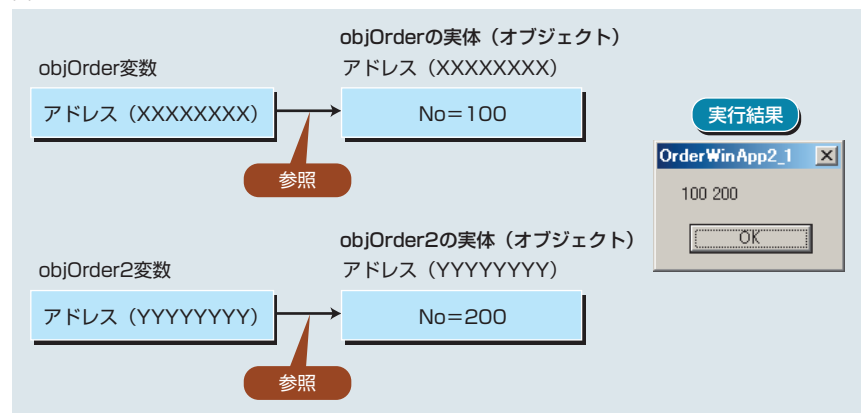 objOrderの実体（オブジェクト）
objOrder変数
アドレス（XXXXXXXX）
アドレス（XXXXXXXX）
No＝100
参照
実行結果
OrderWinApp2_1
100 200
OK
objOrder2の実体（オブジェクト）
objOrder2変数
アドレス（YYYYYYYY）
アドレス（YYYYYYYY）
No＝200
参照